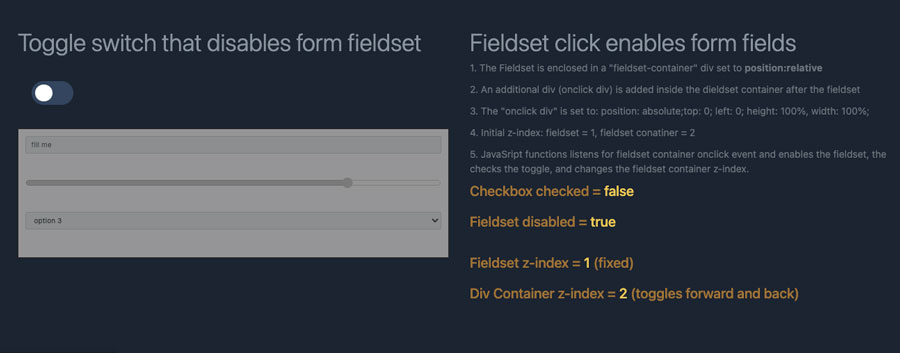 Toggle switch that disables form fieldset
fill me
option 3
Fieldset click enables form fields
1. The Fieldset is enclosed in a "fieldset-container" div set to position:relative
2. An additional div (onclick div) is added inside the dieldset container after the fieldset
3. The "onclick div" is set to: position: absolute;top: 0; left: 0; height: 100%, width: 100%;
4. Initial z-index: fieldset = 1, fieldset conatiner = 2
5. JavaSript functions listens for fieldset container onclick event and enables the fieldset, the
checks the toggle, and changes the fieldset container z-index.
Checkbox checked = false
Fieldset disabled = true
Fieldset z-index = 1 (fixed)
Div Container z-index = 2 (toggles forward and back)